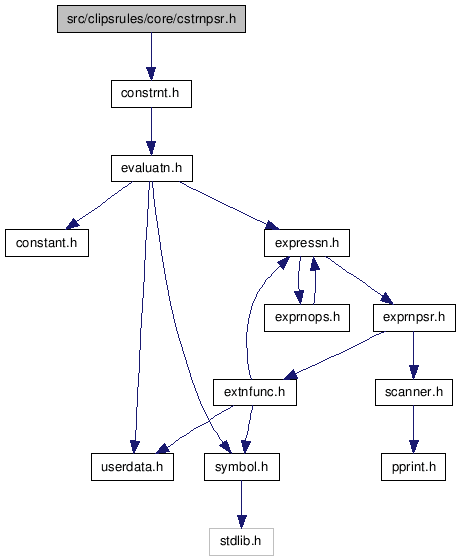 src/clipsrules/core/cstrnpsr.h
constrnt.h
evaluatn.h
constant.h
expressn.h
exprnops.h
exprnpsr.h
extnfunc.h
scanner.h
userdata.h
symbol.h
pprint.h
stdlib.h